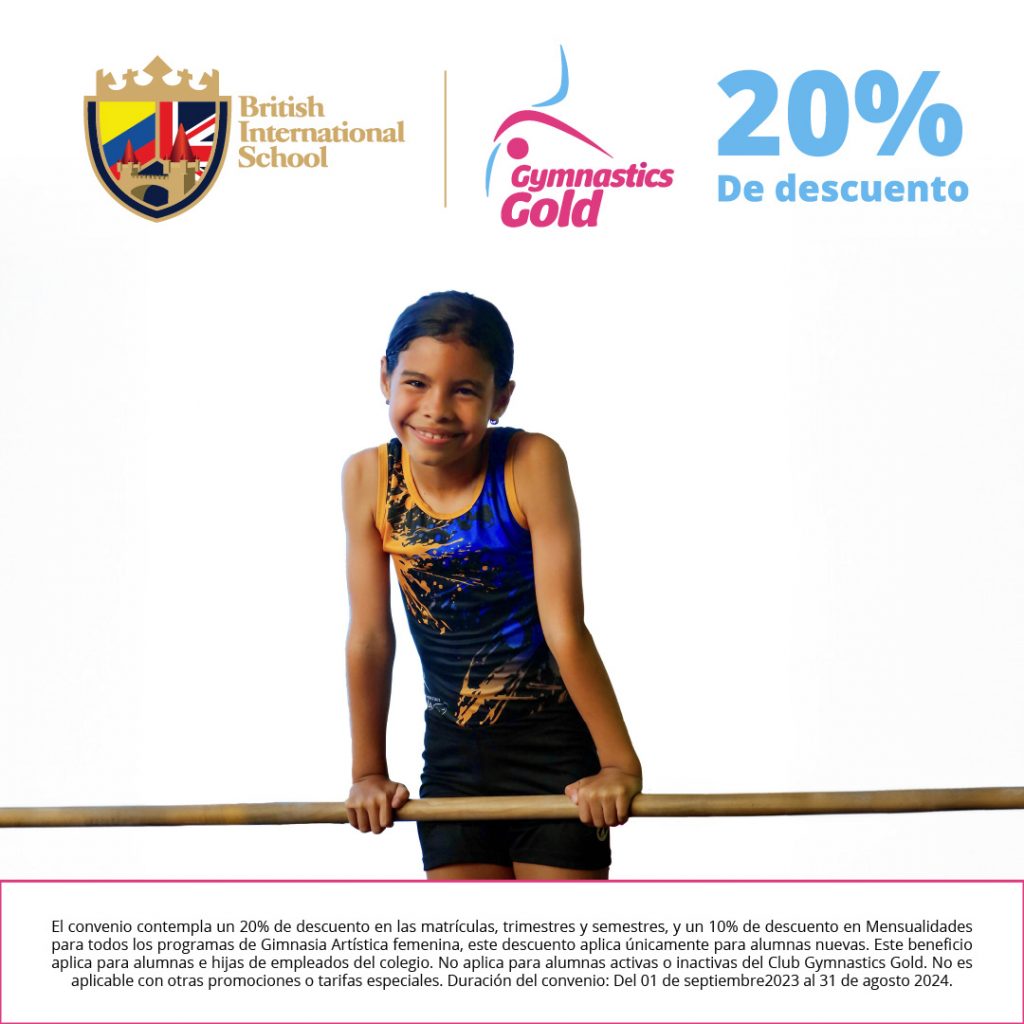 British
International
School
Gymnastics
Gold
20%
De descuento
El convenio contempla un 20% de descuento en las matrículas, trimestres y semestres, y un 10% de descuento en Mensualidades
para todos los programas de Gimnasia Artística femenina, este descuento aplica únicamente para alumnas nuevas. Este beneficio
aplica para alumnas e hijas de empleados del colegio. No aplica para alumnas activas o inactivas del Club Gymnastics Gold. No es
aplicable con otras promociones o tarifas especiales. Duración del convenio: Del 01 de septiembre2023 al 31 de agosto 2024.